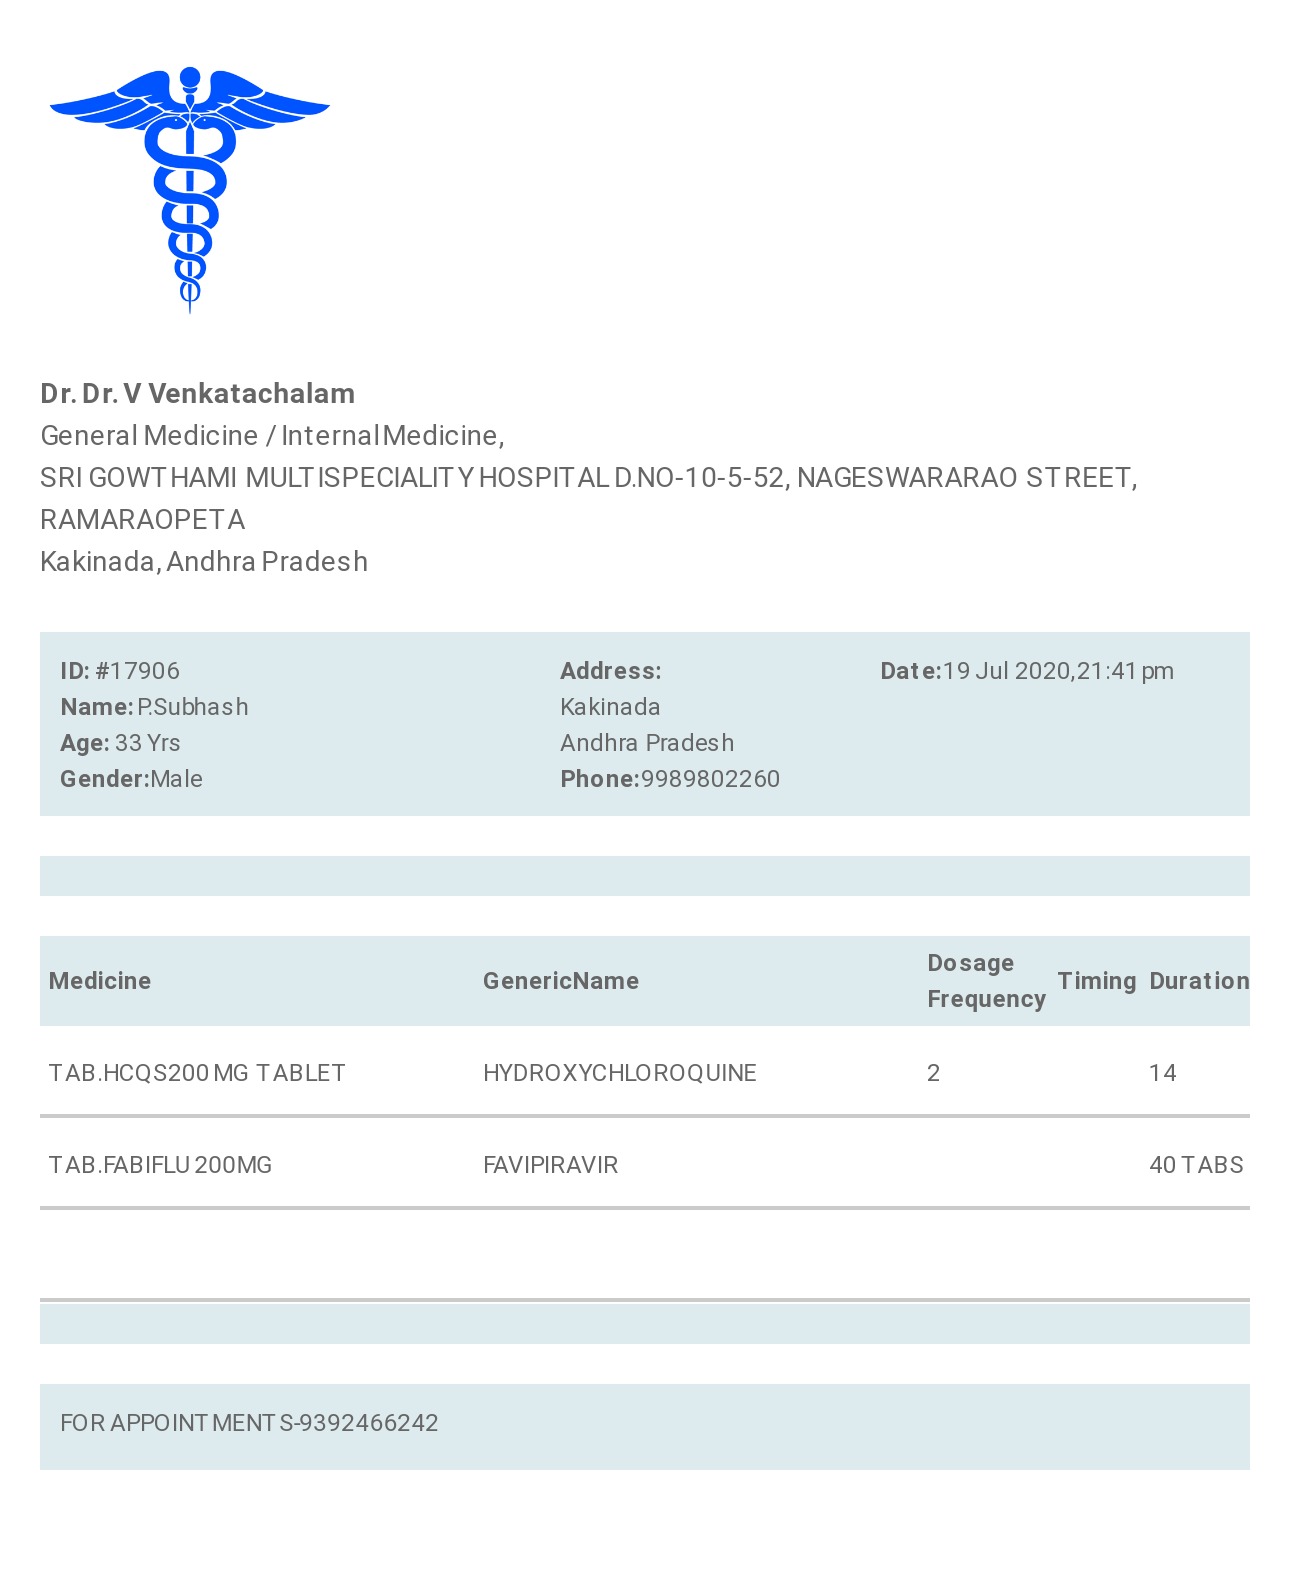 Dr. Dr. V Venkatachalam
General Medicine / Internal Medicine,
SRI GOWTHAMI MULTISPECIALITY HOSPITAL D.NO-10-5-52, NAGESWARARAO STREET,
RAMARAOPETA
Kakinada, Andhra Pradesh
ID: #17906 Address: Date:19 Jul 2020,21:41 pm
Name: P.Subhash Kakinada
Age: 33 Yrs Andhra Pradesh
Gender:Male Phone:9989802260
Medicine GenericName Dosage Frequency Timing Duration
TAB.HCQS200 MG TABLET HYDROXYCHLOROQUINE 2 14
TAB.FABIFLU 200MG FAVIPIRAVIR 40 TABS
FOR APPOINTMENTS-9392466242